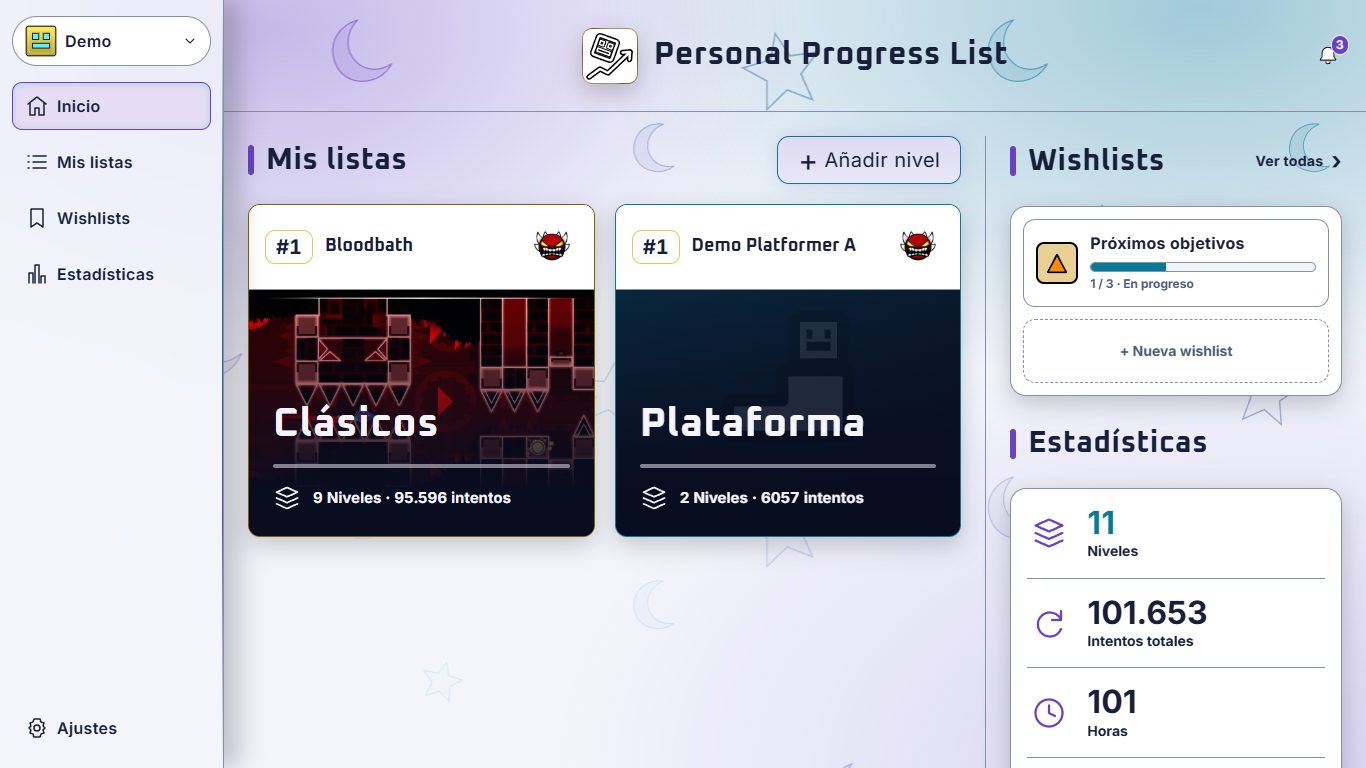 Demo
Inicio
Mis listas
Wishlists
Estadísticas
Ajustes
Personal Progress List
3
Mis listas
+ Añadir nivel
#1 Bloodbath
Clásicos
9 Niveles · 95.596 intentos
#1 Demo Platformer A
Plataforma
2 Niveles · 6057 intentos
Wishlists
Ver todas
Próximos objetivos
1 / 3 · En progreso
+ Nueva wishlist
Estadísticas
11
Niveles
101.653
Intentos totales
101
Horas